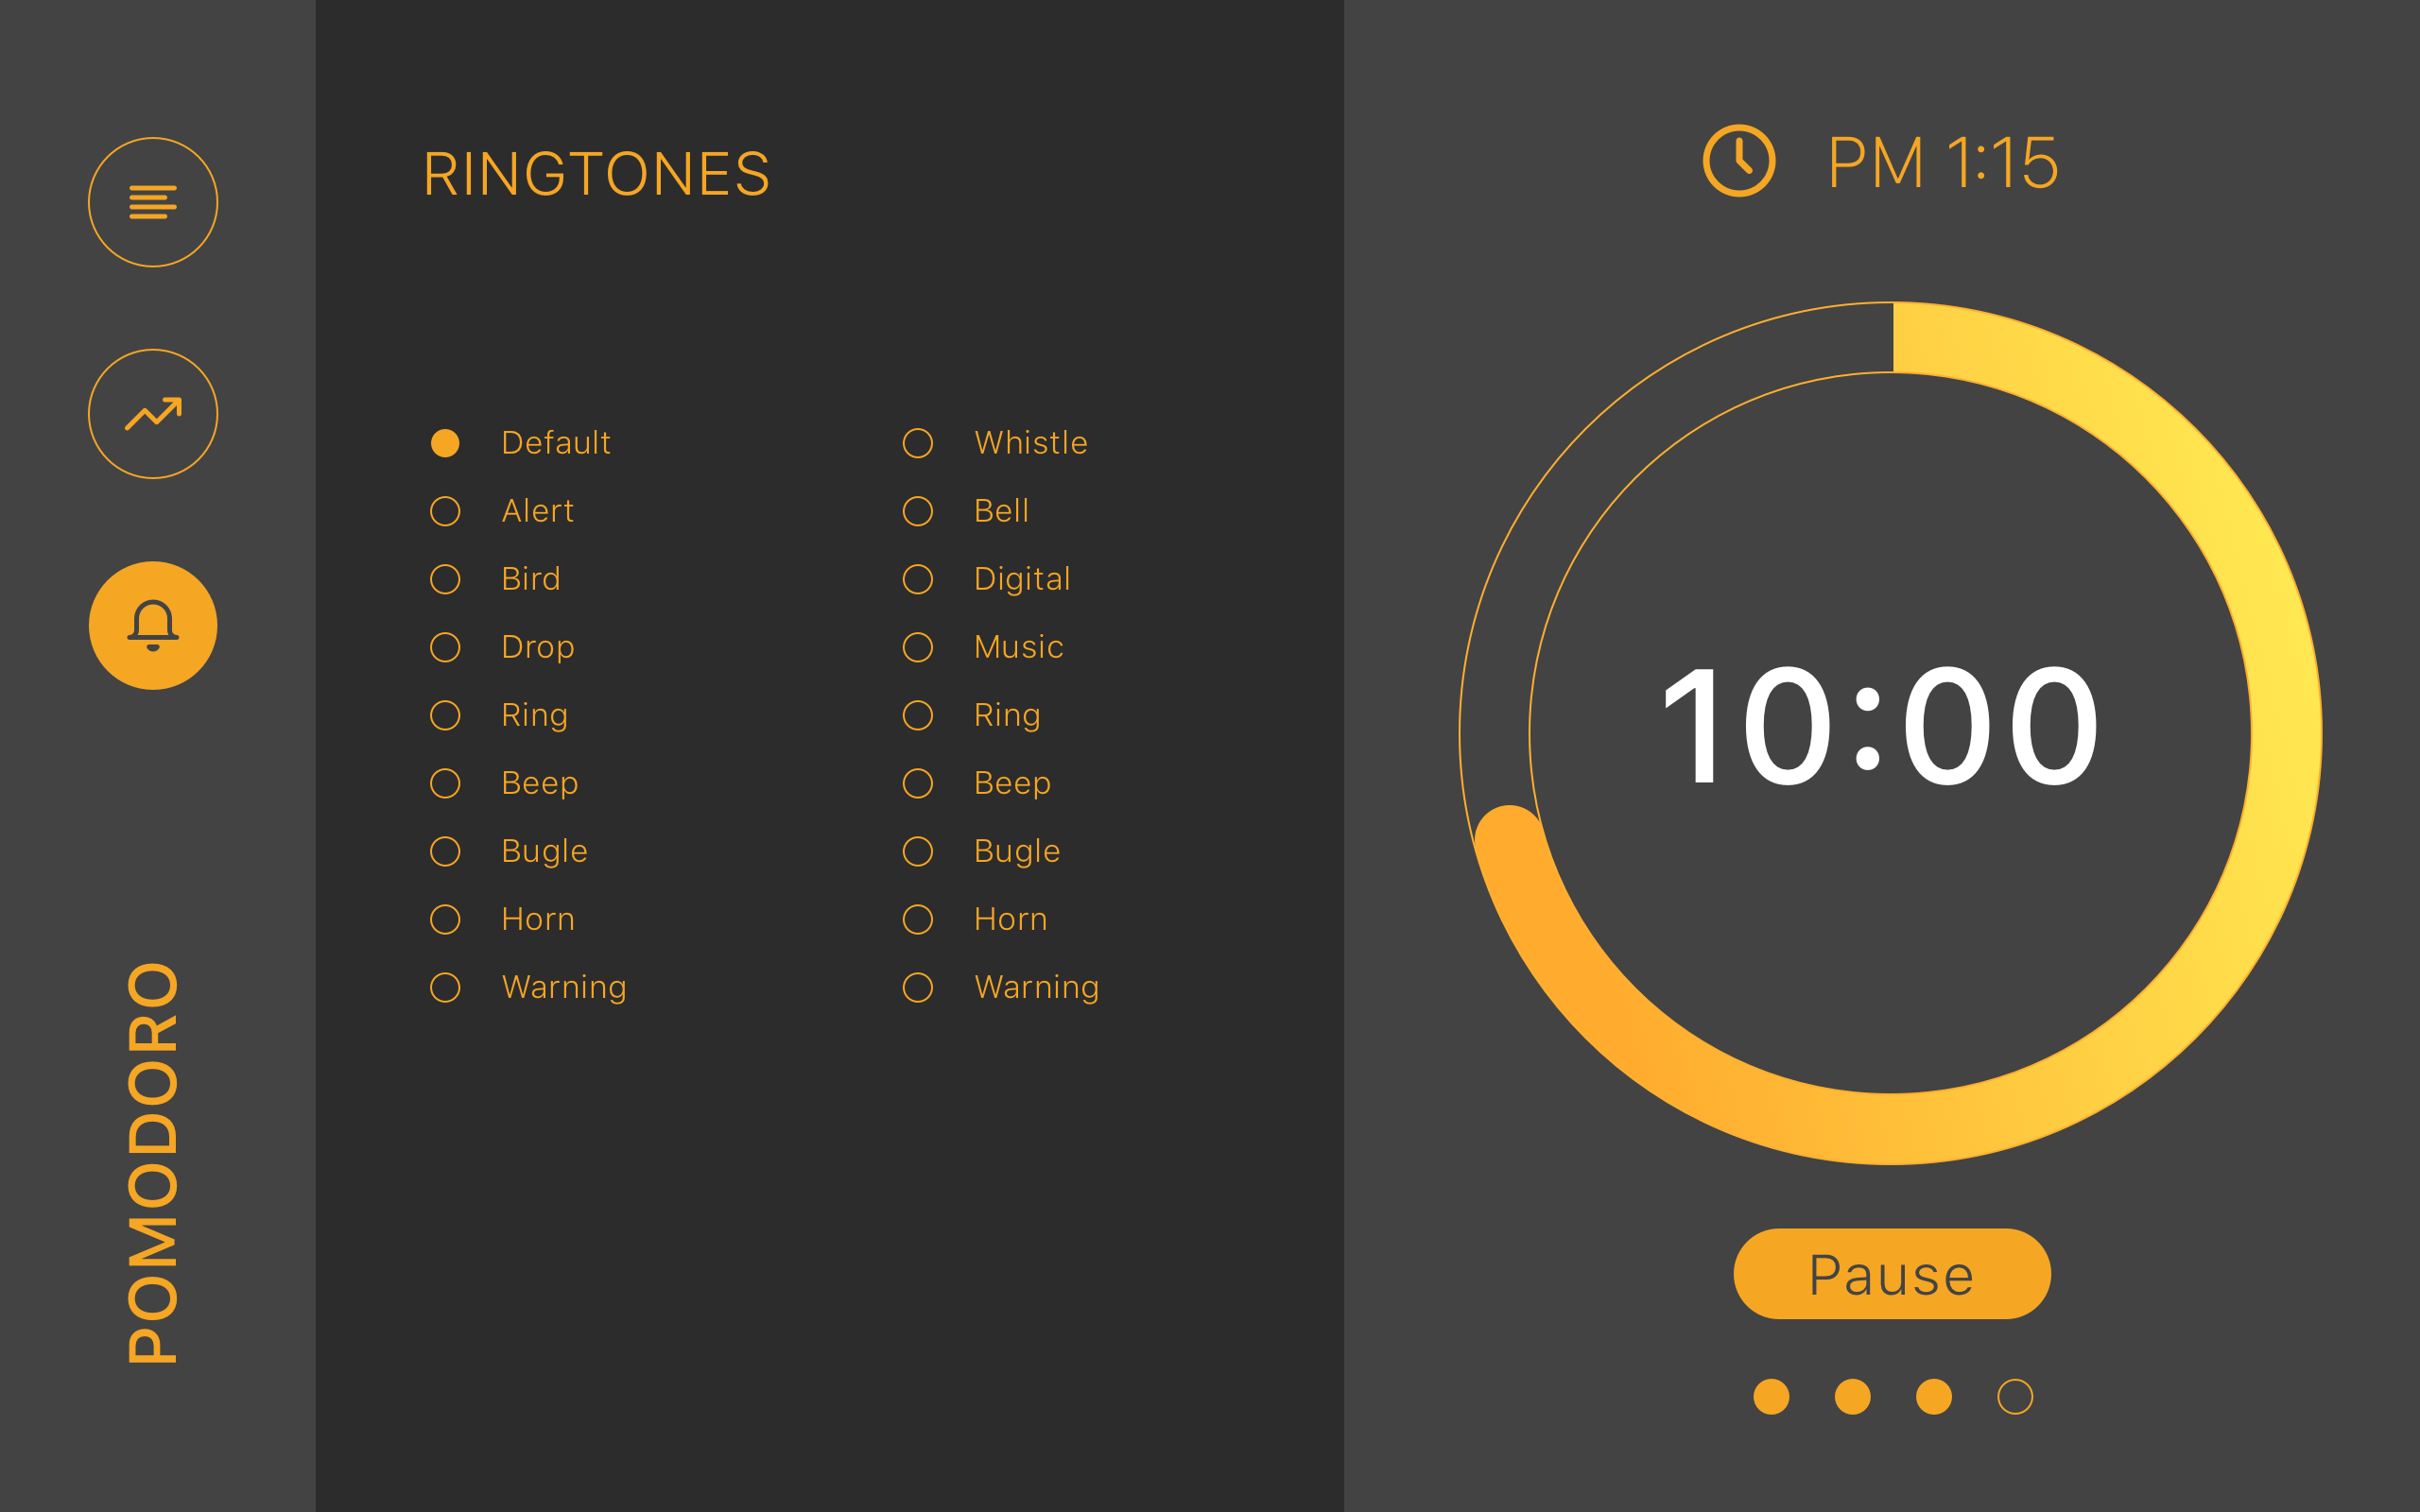 POMODORO
RINGTONES
Default
Alert
Bird
Drop
Ring
Beep
Bugle
Horn
Warning
Whistle
Bell
Digital
Music
Ring
Beep
Bugle
Horn
Warning
PM 1:15
10:00
Pause